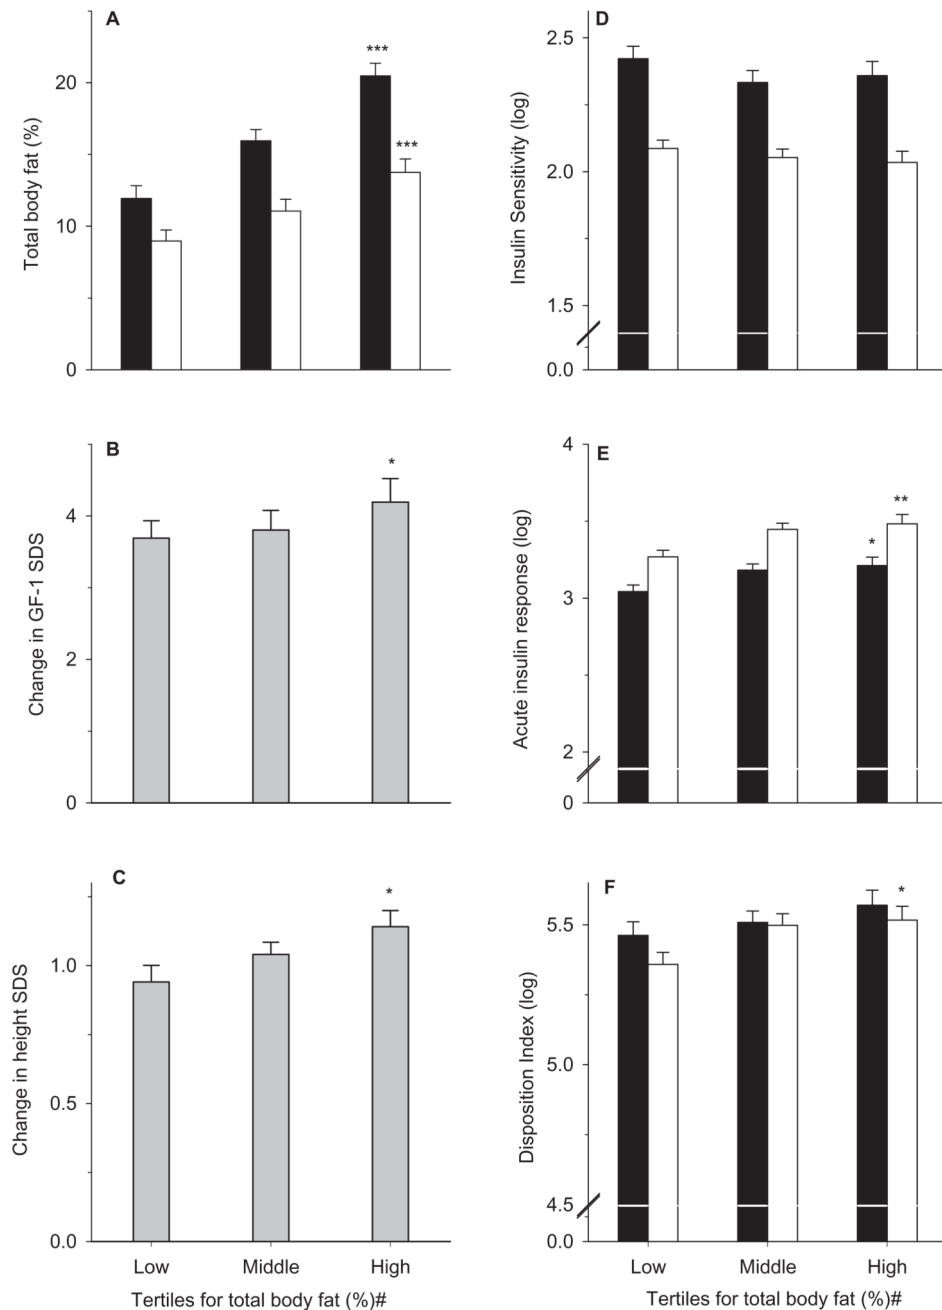 A
***
***
20
10
0
Total body fat (%)
B
*
4
2
0
Change in GF-1 SDS
C
*
1.0
0.5
0.0
Change in height SDS
Low Middle High
Tertiles for total body fat (%)#
D
2.5
2.0
1.5
0.0
Insulin Sensitivity (log)
E
4
**
*
3
2
0
Acute insulin response (log)
F
*
5.5
5.0
4.5
0.0
Disposition Index (log)
Low Middle High
Tertiles for total body fat (%)#